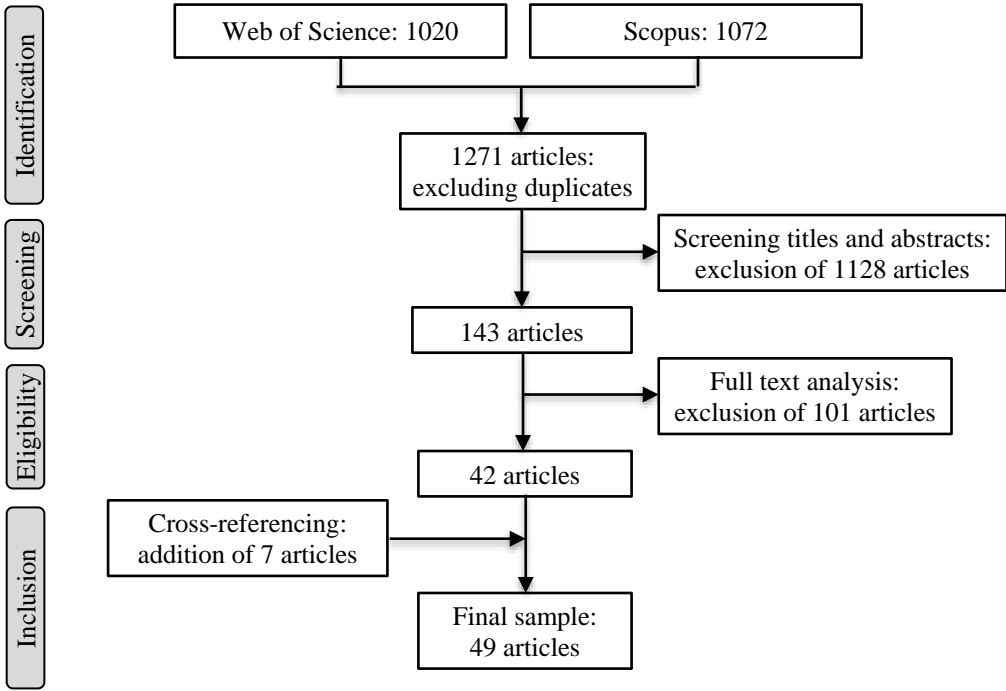 Identification
Web of Science: 1020
Scopus: 1072
1271 articles:
excluding duplicates
Screening
Screening titles and abstracts:
exclusion of 1128 articles
143 articles
Eligibility
Full text analysis:
exclusion of 101 articles
42 articles
Inclusion
Cross-referencing:
addition of 7 articles
Final sample:
49 articles